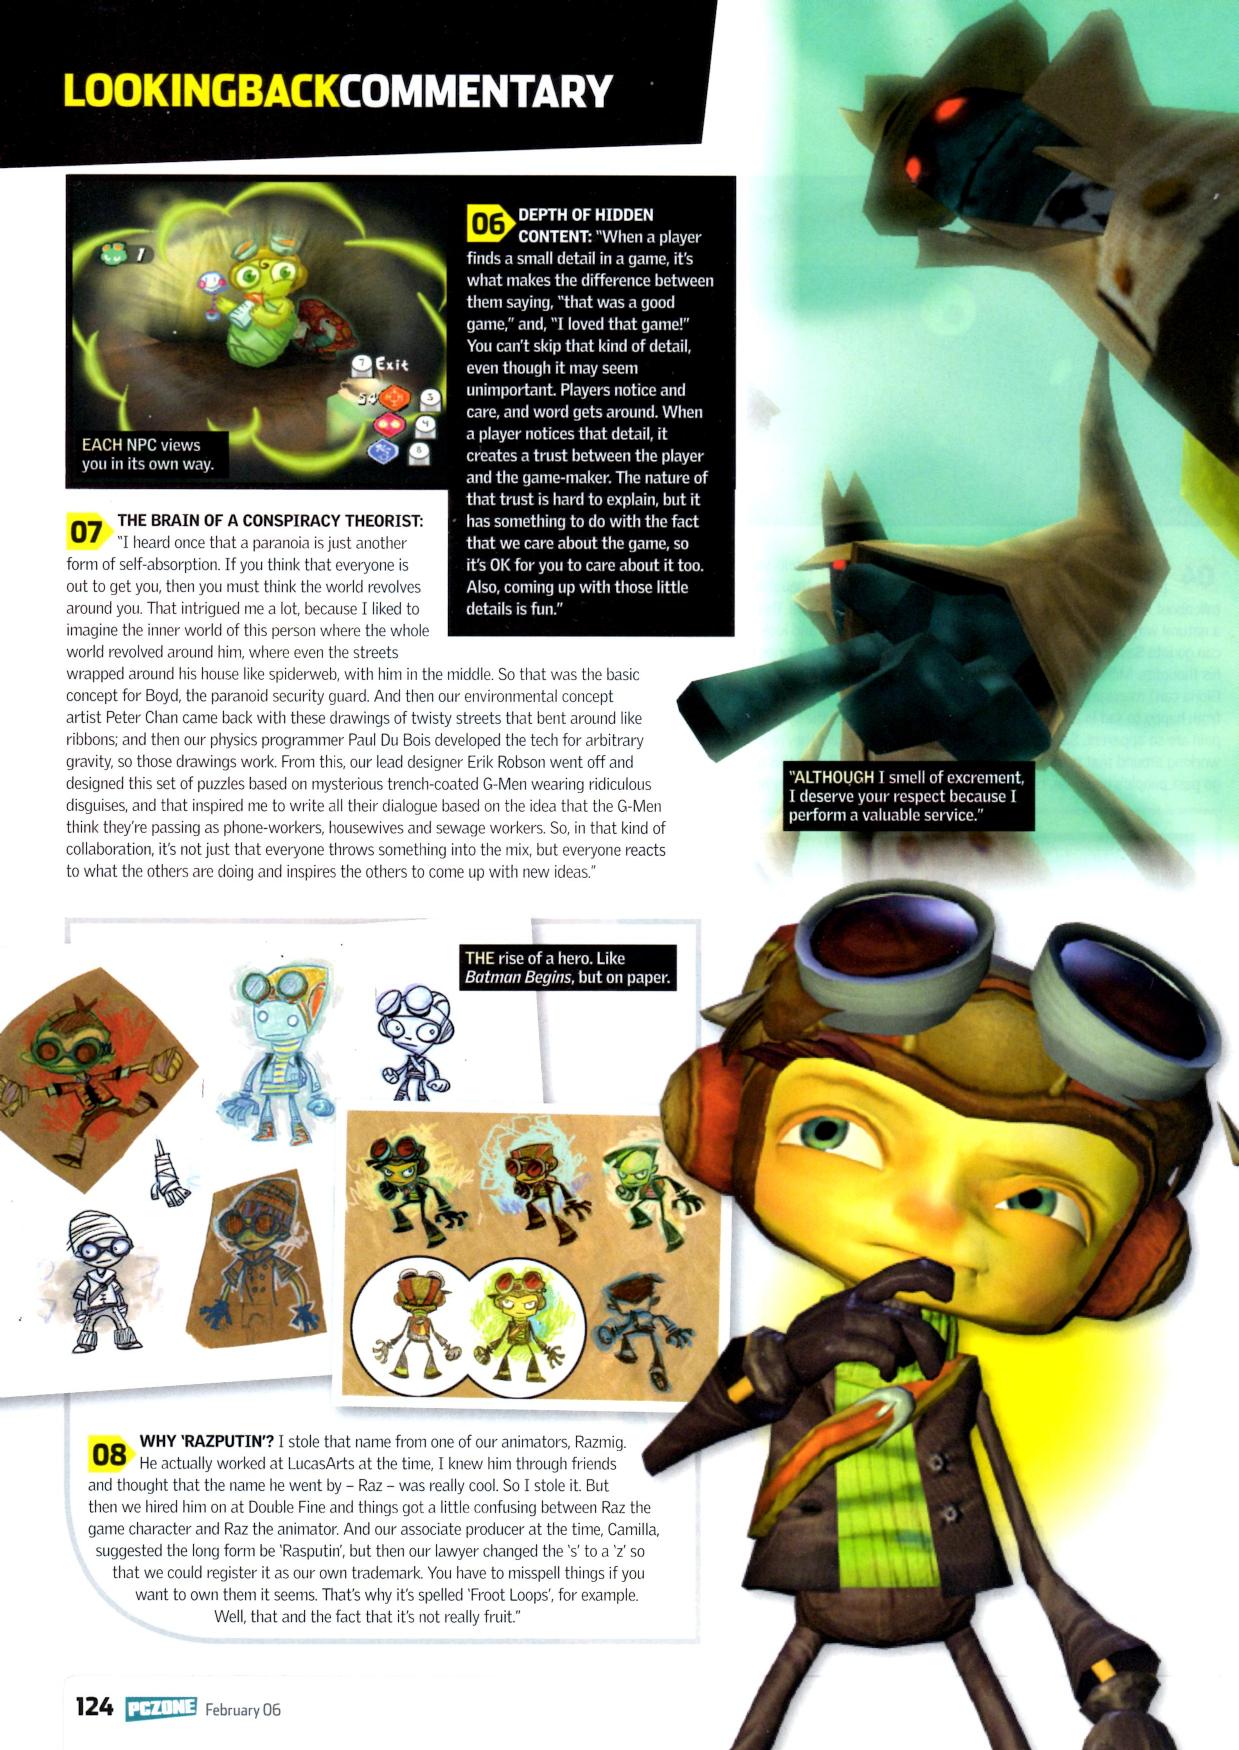 LOOKINGBACKCOMMENTARY
1
Exit
7
54
3
4
8
EACH NPC views
you in its own way.
06 DEPTH OF HIDDEN
CONTENT: "When a player
finds a small detail in a game, it's
what makes the difference between
them saying, "that was a good
game," and, "I loved that game!"
You can't skip that kind of detail,
even though it may seem
unimportant. Players notice and
care, and word gets around. When
a player notices that detail, it
creates a trust between the player
and the game-maker. The nature of
that trust is hard to explain, but it
has something to do with the fact
that we care about the game, so
it's OK for you to care about it too.
Also, coming up with those little
details is fun."
07 THE BRAIN OF A CONSPIRACY THEORIST:
"I heard once that a paranoia is just another
form of self-absorption. If you think that everyone is
out to get you, then you must think the world revolves
around you. That intrigued me a lot, because I liked to
imagine the inner world of this person where the whole
world revolved around him, where even the streets
wrapped around his house like spiderweb, with him in the middle. So that was the basic
concept for Boyd, the paranoid security guard. And then our environmental concept
artist Peter Chan came back with these drawings of twisty streets that bent around like
ribbons; and then our physics programmer Paul Du Bois developed the tech for arbitrary
gravity, so those drawings work. From this, our lead designer Erik Robson went off and
designed this set of puzzles based on mysterious trench-coated G-Men wearing ridiculous
disguises, and that inspired me to write all their dialogue based on the idea that the G-Men
think they're passing as phone-workers, housewives and sewage workers. So, in that kind of
collaboration, it's not just that everyone throws something into the mix, but everyone reacts
to what the others are doing and inspires the others to come up with new ideas."
"ALTHOUGH I smell of excrement,
I deserve your respect because I
perform a valuable service."
THE rise of a hero. Like
Batman Begins, but on paper.
08 WHY 'RAZPUTIN'? I stole that name from one of our animators, Razmig.
He actually worked at LucasArts at the time, I knew him through friends
and thought that the name he went by – Raz – was really cool. So I stole it. But
then we hired him on at Double Fine and things got a little confusing between Raz the
game character and Raz the animator. And our associate producer at the time, Camilla,
suggested the long form be 'Rasputin', but then our lawyer changed the 's' to a 'z' so
that we could register it as our own trademark. You have to misspell things if you
want to own them it seems. That's why it's spelled 'Froot Loops', for example.
Well, that and the fact that it's not really fruit."
124 PCZONE February 06